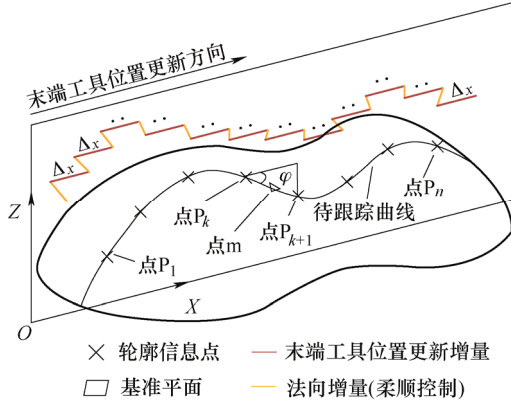 末端工具位置更新方向
Δx
Δx
Δx
Z
点P1
点Pk
点m
φ
点Pk+1
待跟踪曲线
点Pn
X
O
轮廓信息点
末端工具位置更新增量
基准平面
法向增量(柔顺控制)